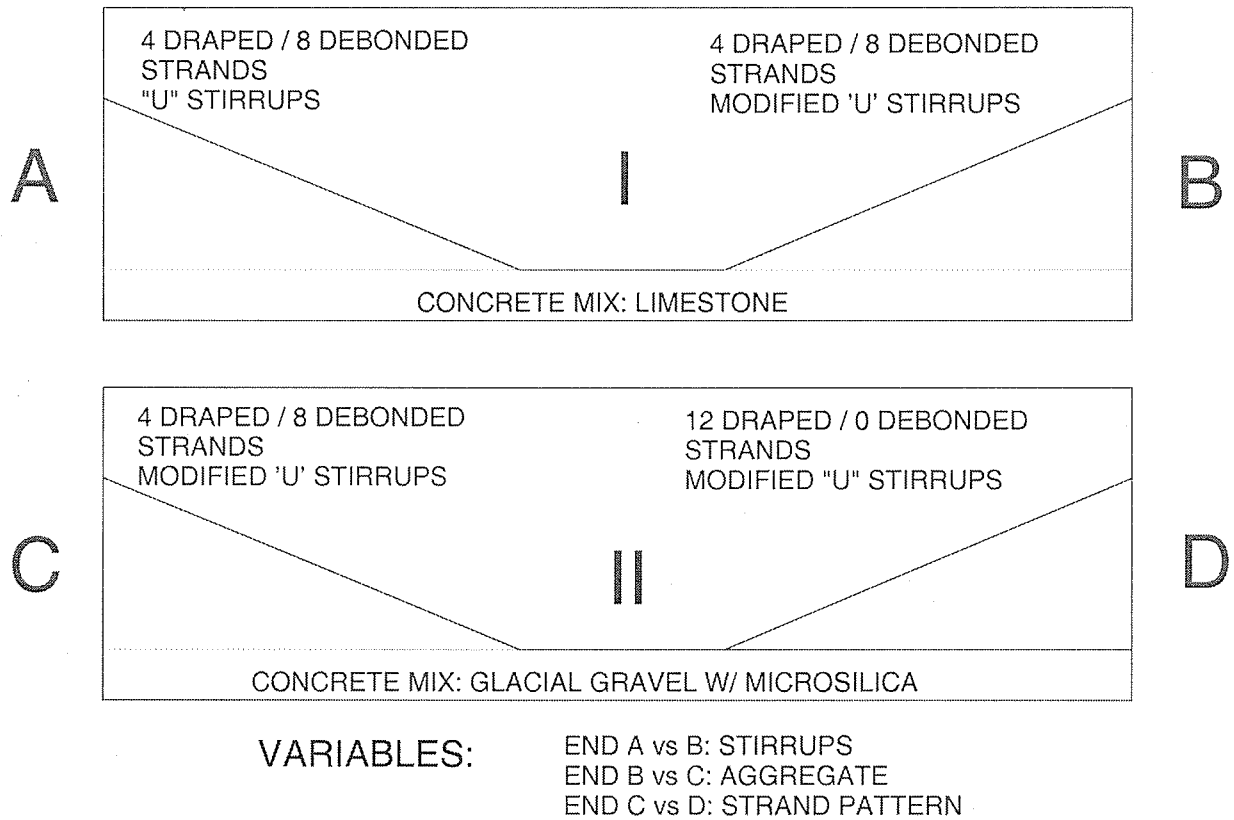 4 DRAPED / 8 DEBONDED
STRANDS
"U" STIRRUPS
4 DRAPED / 8 DEBONDED
STRANDS
MODIFIED 'U' STIRRUPS
A
I
B
CONCRETE MIX: LIMESTONE
4 DRAPED / 8 DEBONDED
STRANDS
MODIFIED 'U' STIRRUPS
12 DRAPED / 0 DEBONDED
STRANDS
MODIFIED "U" STIRRUPS
C
II
D
CONCRETE MIX: GLACIAL GRAVEL W/ MICROSILICA
VARIABLES:
END A vs B: STIRRUPS
END B vs C: AGGREGATE
END C vs D: STRAND PATTERN